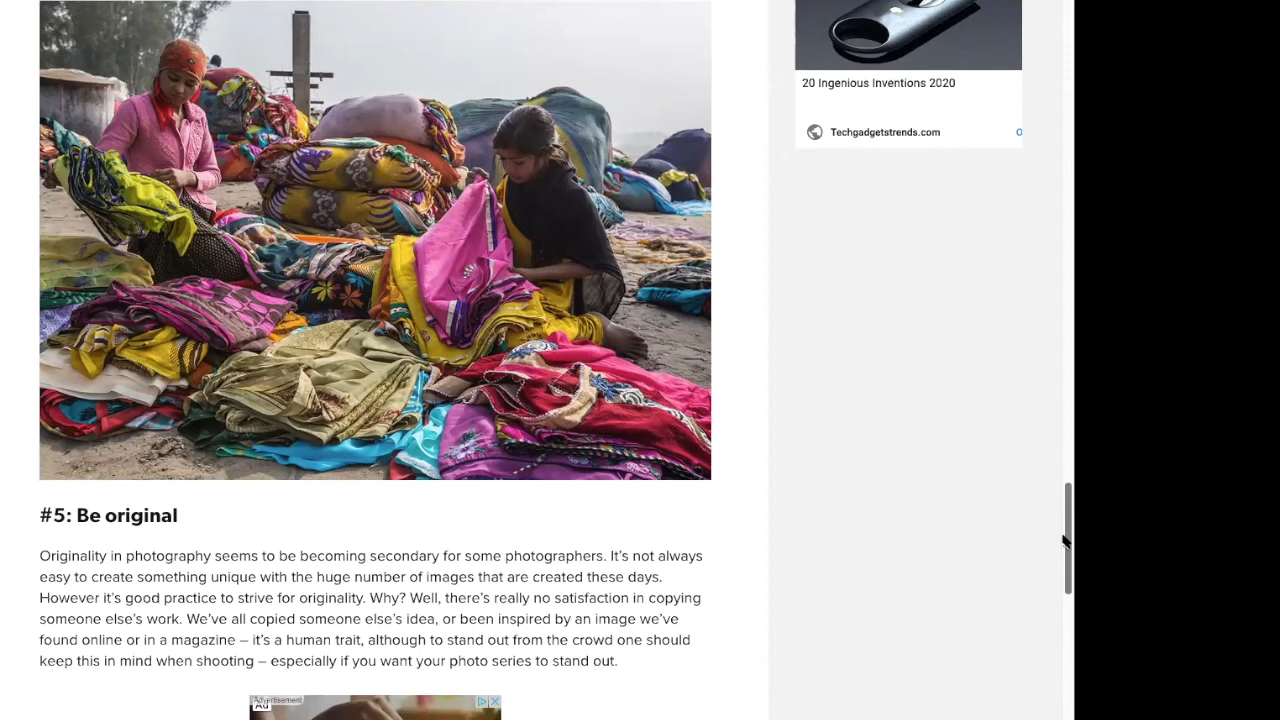 20 Ingenious Inventions 2020
Techgadgetstrends.com
#5: Be original
Originality in photography seems to be becoming secondary for some photographers. It’s not always
easy to create something unique with the huge number of images that are created these days.
However it’s good practice to strive for originality. Why? Well, there’s really no satisfaction in copying
someone else’s work. We’ve all copied someone else’s idea, or been inspired by an image we’ve
found online or in a magazine – it’s a human trait, although to stand out from the crowd one should
keep this in mind when shooting – especially if you want your photo series to stand out.
Advertisement
Ad